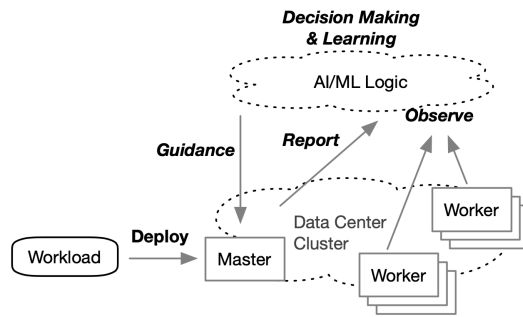 Decision Making
& Learning
AI/ML Logic
Observe
Report
Guidance
Data Center
Cluster
Worker
Deploy
Workload
Master
Worker